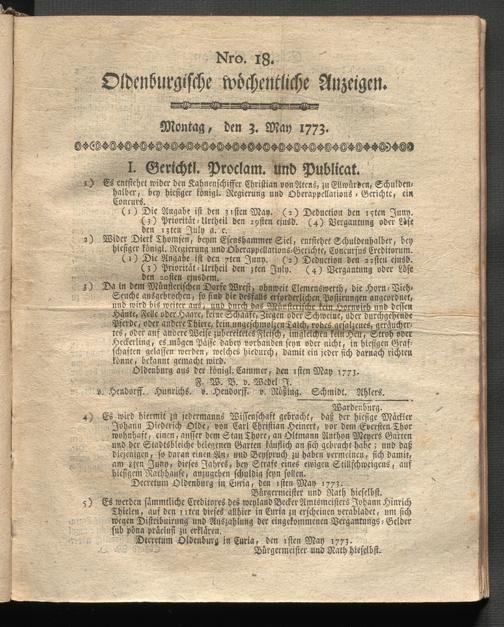 Nro. 18.
Oldenburgische wöchentliche Anzeigen.
Montag, den 3. May 1773.
I. Gerichtl. Proclam. und Publicat.
1) Es entstehet wider den Kahnenschiffer Christian von Atens, zu Ellwürden, Schulden-
halber, bey hiesiger königl. Regierung und Oberappellations-Gerichte, ein
Concurs.
(1) Die Angabe ist den 31sten May. (2) Deduction den 15ten Juny.
(3) Priorität-Urtheil den 29sten ejusd. (4) Vergantung oder Löse
den 13ten July a. c.
2) Wider Dierk Thomsen, beym Eckwarder Siel, entstehet Schuldenhalber, bey
hiesiger königl. Regierung und Oberappellations-Gericht, Concursus Creditorum.
(1) Die Angabe ist den 7ten Juny. (2) Deduction den 22sten ejusd.
(3) Prioritat-Urtheil den 5ten July. (4) Vergantung oder Löse
den 20sten ejusdem.
3) Da in dem Münsterischen Dorfe Wrest, ohnweit Clemenswerth, die Horn-Vieh-
Seuche ausgebrochen, so sind die desfalls erforderlichen Postirungen angeordnet,
und wird bis weiter aus, und durch das Münsterische kein Hornvieh und dessen
Häute, Felle oder Haare, keine Schaafe, Ziegen oder Schweine, oder durchgehende
Pferde, oder andere Thiere, kein ungeschmolzen Talch, rohes gesalzenes, geräucher-
tes, oder auf andere Weise zubereitetes Fleisch, imgleichen kein Heu, Stroh oder
Heckerling, es mögen Pässe dabey vorhanden seyn oder nicht, in hiesigen Graf-
schaften gelassen werden, welches hiedurch, damit ein jeder sich darnach richten
könne, bekannt gemacht wird.
Oldenburg aus der königl. Cammer, den 1sten May 1773.
F. W. B. v. Wedel J.
v. Hendorff. Hinrichs. v. Hendorff. v. Rößing. Schmidt. Ahlers.
Wardenburg.
4) Es wird hiermit zu jedermanns Wissenschaft gebracht, daß der hiesige Mäckler
Johann Diederich Olde, von Carl Christian Heinert, vor dem Eversten Thor
wohnhaft, einen, ausser dem Stau Thore, an Oltmann Anthon Meyers Garten
und der Stadtsbleiche belegenen Garten käuflich an sich gebracht habe; und daß
diejenigen, so daran einen An- und Beyspruch zu haben vermeinen, sich damit,
am 25ten Juny, dieses Jahres, bey Strafe eines ewigen Stillschweigens, auf
hiesigem Rathhause, anzugeben schuldig seyn sollen.
Decretum Oldenburg in Curia, den 1sten May 1773.
Bürgermeister und Rath hieselbst.
5) Es werden sämmtliche Creditores des weyland Becker Amtsmeisters Johann Hinrich
Thielen, auf den 11ten dieses allhier in Curia zu erscheinen verabladet, um sich
wegen Distribuirung und Auszahlung der eingekommenen Vergantungs-Gelder
sub pöna präclusi zu erklären.
Decretum Oldenburg in Curia, den 1sten May 1773.
Bürgermeister und Rath hieselbst.